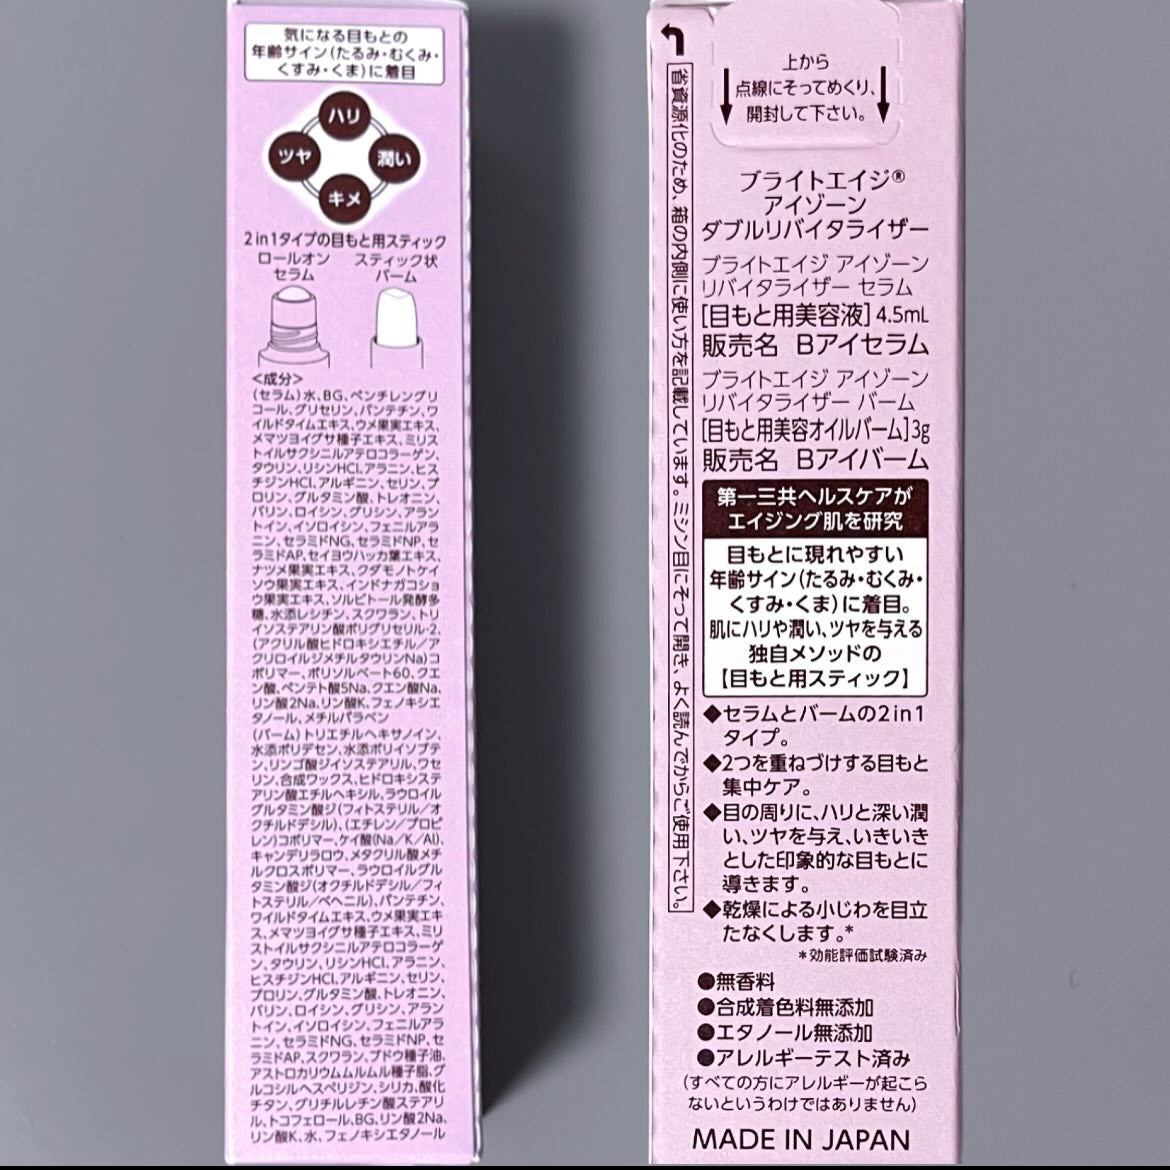 気になる目もとの
年齢サイン(たるみ・むくみ・
くすみ・くま)に着目
ハリ
ツヤ
潤い
キメ
2in1タイプの目もと用スティック
ロールオン
セラム
スティック状
バーム
<成分>
(セラム)水、BG、ペンチレングリ
コール、グリセリン、パンテチン、ワ
イルドタイムエキス、ウメ果実エキス、
メマツヨイグサ種子エキス、ミリス
トイルサクシニルアテロコラーゲン、
タウリン、リシンHCl、アラニン、ヒス
チジンHCl、アルギニン、セリン、プ
ロリン、グルタミン酸、トレオニン、
バリン、ロイシン、グリシン、アラン
トイン、イソロイシン、フェニルアラ
ニン、セラミドNG、セラミドNP、セ
ラミドAP、セイヨウハッカ葉エキス、
ナツメ果実エキス、クダモノトケイ
ソウ果実エキス、インドナガコショ
ウ果実エキス、ソルビトール発酵多
糖、水添レシチン、スクワラン、トリ
イソステアリン酸ポリグリセリル-2、
(アクリル酸ヒドロキシエチル/ア
クリロイルジメチルタウリンNa)コ
ポリマー、ポリソルベート60、クエ
ン酸、ペンテト酸5Na、クエン酸Na、
リン酸2Na、リン酸K、フェノキシエ
タノール、メチルパラベン
(バーム)トリエチルヘキサノイン、
水添ポリデセン、水添ポリイソブテ
ン、リンゴ酸ジイソステアリル、ワセ
リン、合成ワックス、ヒドロキシステ
アリン酸エチルヘキシル、ラウロイル
グルタミン酸ジ(フィトステリル/オ
クチルドデシル)、(エチレン/プロピ
レン)コポリマー、ケイ酸(Na/K/Al)、
キャンデリラロウ、メタクリル酸メチ
ルクロスポリマー、ラウロイルグル
タミン酸ジ(オクチルドデシル/フィ
トステリル/ベヘニル)、パンテチン、
ワイルドタイムエキス、ウメ果実エキ
ス、メマツヨイグサ種子エキス、ミリ
ストイルサクシニルアテロコラーゲ
ン、タウリン、リシンHCl、アラニン、
ヒスチジンHCl、アルギニン、セリン、
プロリン、グルタミン酸、トレオニン、
バリン、ロイシン、グリシン、アラン
トイン、イソロイシン、フェニルアラ
ニン、セラミドNG、セラミドNP、セ
ラミドAP、スクワラン、ブドウ種子油、
アストロカリウムムルムル種子脂、グ
ルコシルヘスペリジン、シリカ、酸化
チタン、グリチルレチン酸ステアリ
ル、トコフェロール、BG、リン酸2Na、
リン酸K、水、フェノキシエタノール
省資源化のため、箱の内側に使い方を記載しています。ミシン目にそって開き、よく読んでからご使用下さい。
上から
点線にそってめくり、
開封して下さい。
ブライトエイジ®
アイゾーン
ダブルリバイタライザー
ブライトエイジ アイゾーン
リバイタライザー セラム
[目もと用美容液] 4.5mL
販売名 Bアイセラム
ブライトエイジ アイゾーン
リバイタライザー バーム
[目もと用美容オイルバーム]3g
販売名 Bアイバーム
第一三共ヘルスケアが
エイジング肌を研究
目もとに現れやすい
年齢サイン(たるみ・むくみ・
くすみ・くま)に着目。
肌にハリや潤い、ツヤを与える
独自メソッドの
【目もと用スティック】
◆セラムとバームの2in1
タイプ。
◆2つを重ねづけする目もと
集中ケア。
◆目の周りに、ハリと深い潤
い、ツヤを与え、いきいき
とした印象的な目もとに
導きます。
◆乾燥による小じわを目立
たなくします。*
*効能評価試験済み
●無香料
●合成着色料無添加
●エタノール無添加
●アレルギーテスト済み
(すべての方にアレルギーが起こら
ないというわけではありません)
MADE IN JAPAN